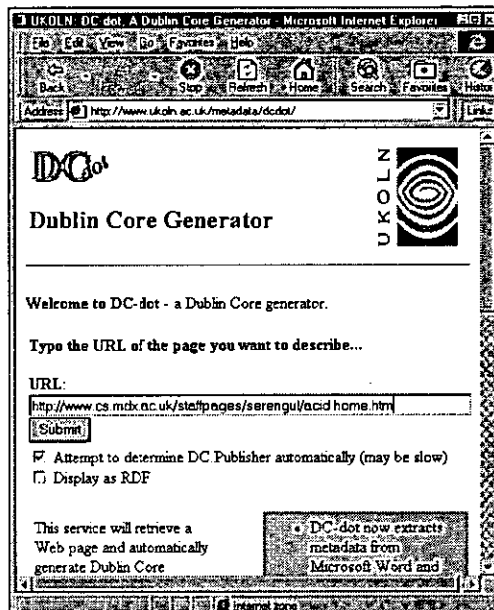 UKOLN: DC-dot, A Dublin Core Generator - Microsoft Internet Explorer
File Edit View Go Favorites Help
Back Stop Refresh Home Search Favorites
Address http://www.ukoln.ac.uk/metadata/dcdot/ Links
DCdot
UKOLN
Dublin Core Generator
Welcome to DC-dot - a Dublin Core generator.
Type the URL of the page you want to describe...
URL:
http://www.cs.mdx.ac.uk/staffpages/serengul/acid home.htm
Submit
Attempt to determine DC.Publisher automatically (may be slow)
Display as RDF
This service will retrieve a
Web page and automatically
generate Dublin Core
DC-dot now extracts
metadata from
Microsoft Word and
Internet zone